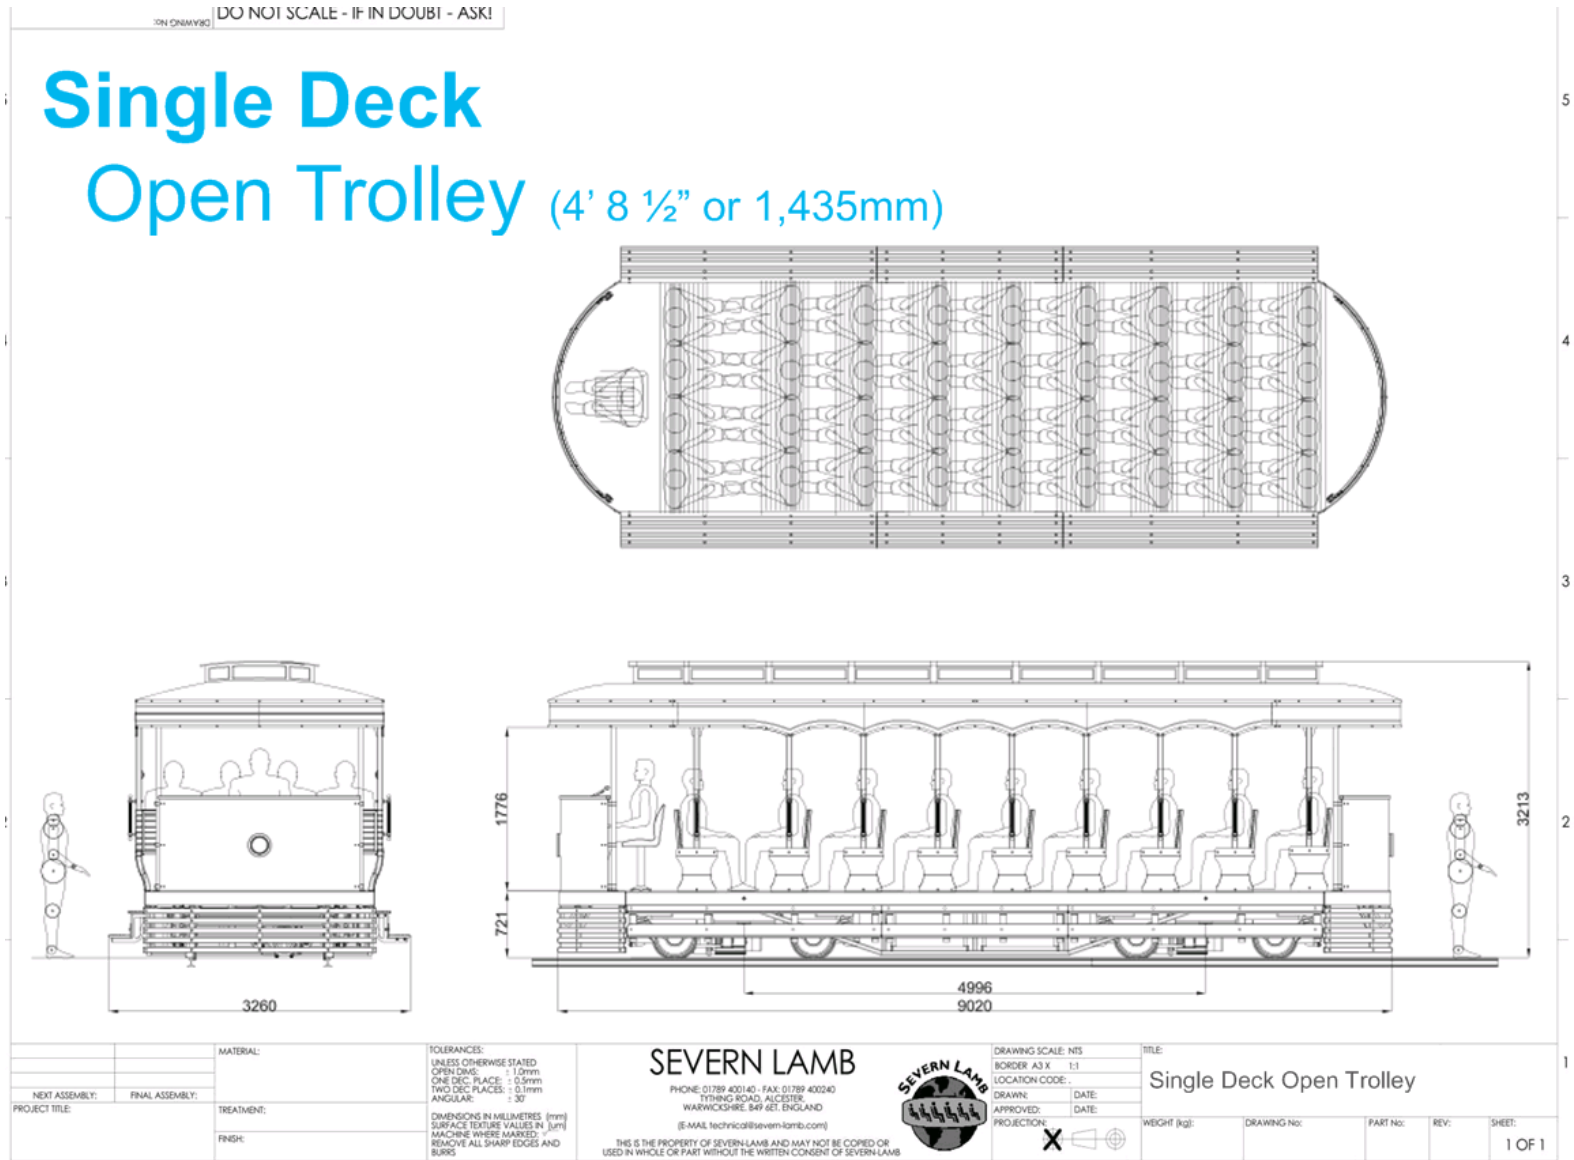 DRAWING No:
DO NOT SCALE - IF IN DOUBT - ASK!
Single Deck
Open Trolley (4' 8 ½" or 1,435mm)
5
4
3
2
1
1776
721
3213
3260
4996
9020
NEXT ASSEMBLY:
FINAL ASSEMBLY:
PROJECT TITLE:
MATERIAL:
TREATMENT:
FINISH:
TOLERANCES:
UNLESS OTHERWISE STATED
OPEN DIMS: : 1.0mm
ONE DEC. PLACE: : 0.5mm
TWO DEC PLACES: : 0.1mm
ANGULAR: : 30'
DIMENSIONS IN MILLIMETRES (mm)
SURFACE TEXTURE VALUES IN (um)
MACHINE WHERE MARKED:
REMOVE ALL SHARP EDGES AND
BURRS
SEVERN LAMB
PHONE: 01789 400140 - FAX: 01789 400240
TYTHING ROAD, ALCESTER,
WARWICKSHIRE. B49 6ET. ENGLAND
(E-MAIL technical@severn-lamb.com)
THIS IS THE PROPERTY OF SEVERN-LAMB AND MAY NOT BE COPIED OR
USED IN WHOLE OR PART WITHOUT THE WRITTEN CONSENT OF SEVERN-LAMB
SEVERN LAMB
DRAWING SCALE: NTS
BORDER A3 X 1:1
LOCATION CODE: .
DRAWN: DATE:
APPROVED: DATE:
PROJECTION:
TITLE:
Single Deck Open Trolley
WEIGHT (kg):
DRAWING No:
PART No:
REV:
SHEET:
1 OF 1